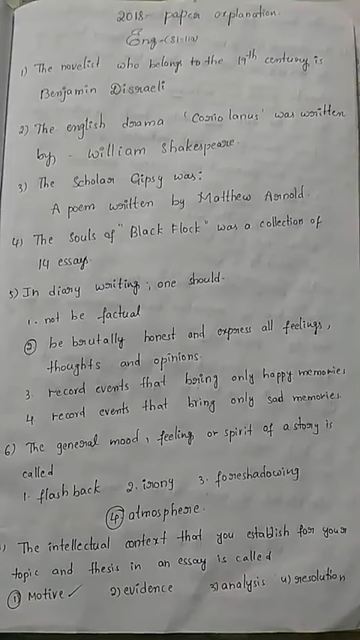 2018- paper explanation.
Eng-(S1-110)
1) The novelist who belongs to the 19th century, is
Benjamin Disraeli
2) The english drama 'Corio lanus' was written
by - William Shakespeare.
3) The Scholar Gipsy was:
A poem written by Matthew Arnold.
4) The Souls of "Black Flock" was a collection of
14 essays.
5) In diary writing, one should.
1. not be factual
2 be brutally honest and express all feelings,
thoughts and opinions.
3. record events that bring only happy memories
4. record events that bring only sad memories.
6) The general mood, feeling or spirit of a story is
called
1. flash back 2. irony 3. foreshadowing
4. atmosphere.
) The intellectual context that you establish for your
topic and thesis in an essay is called
1 Motive ✓ 2) evidence 3) analysis 4) resolution